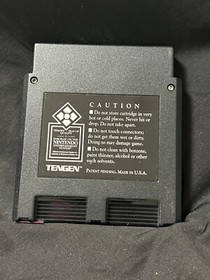 CAUTION
■ Do not store cartridge in very
hot or cold places. Never hit or
drop. Do not take apart.
■ Do not touch connectors;
do not get them wet or dirty.
Doing so may damage game.
■ Do not clean with benzene,
paint thinner, alcohol or other
such solvents.
NINTENDO
TENGEN
PATENT PENDING. MADE IN U.S.A.